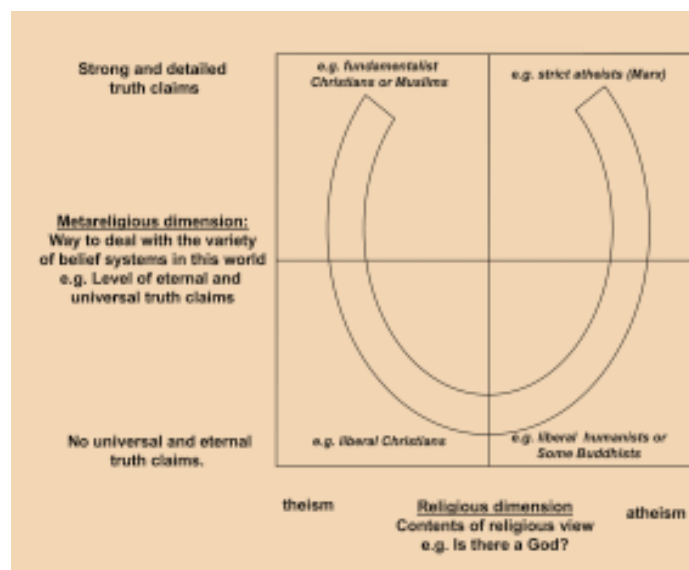 Strong and detailed
truth claims
e.g. fundamentalist
Christians or Muslims
e.g. strict atheists (Marx)
Metareligious dimension:
Way to deal with the variety
of belief systems in this world
e.g. Level of eternal and
universal truth claims
No universal and eternal
truth claims.
e.g. liberal Christians
e.g. liberal humanists or
Some Buddhists
theism
Religious dimension
Contents of religious view
e.g. Is there a God?
atheism